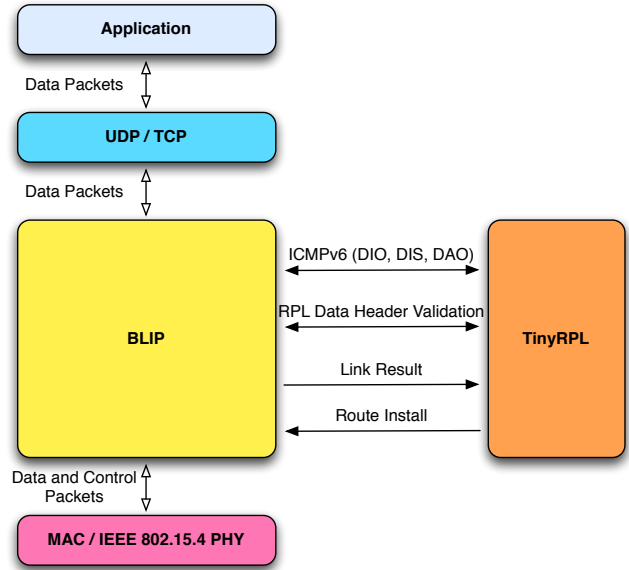 Application
Data Packets
UDP / TCP
Data Packets
BLIP
ICMPv6 (DIO, DIS, DAO)
RPL Data Header Validation
Link Result
Route Install
TinyRPL
Data and Control
Packets
MAC / IEEE 802.15.4 PHY